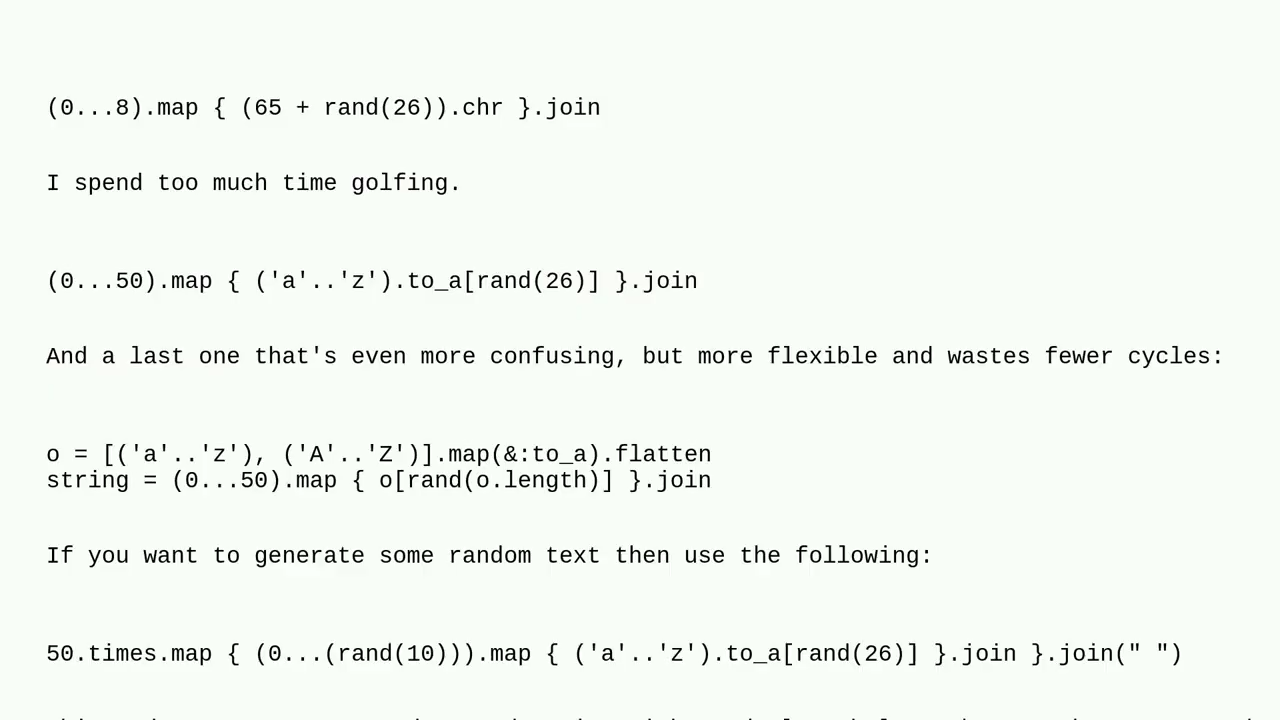 (0...8).map { (65 + rand(26)).chr }.join
I spend too much time golfing.
(0...50).map { ('a'..'z').to_a[rand(26)] }.join
And a last one that's even more confusing, but more flexible and wastes fewer cycles:
o = [('a'..'z'), ('A'..'Z')].map(&:to_a).flatten
string = (0...50).map { o[rand(o.length)] }.join
If you want to generate some random text then use the following:
50.times.map { (0...(rand(10))).map { ('a'..'z').to_a[rand(26)] }.join }.join(" ")